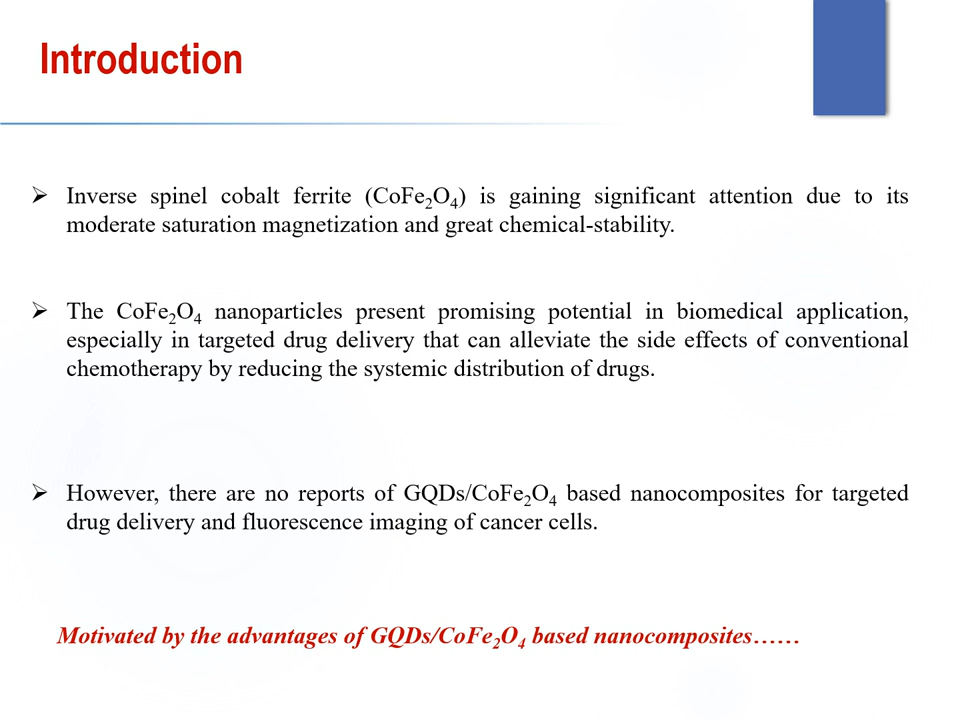 Introduction
➢ Inverse spinel cobalt ferrite (CoFe₂O₄) is gaining significant attention due to its
moderate saturation magnetization and great chemical-stability.
➢ The CoFe₂O₄ nanoparticles present promising potential in biomedical application,
especially in targeted drug delivery that can alleviate the side effects of conventional
chemotherapy by reducing the systemic distribution of drugs.
➢ However, there are no reports of GQDs/CoFe₂O₄ based nanocomposites for targeted
drug delivery and fluorescence imaging of cancer cells.
Motivated by the advantages of GQDs/CoFe₂O₄ based nanocomposites……